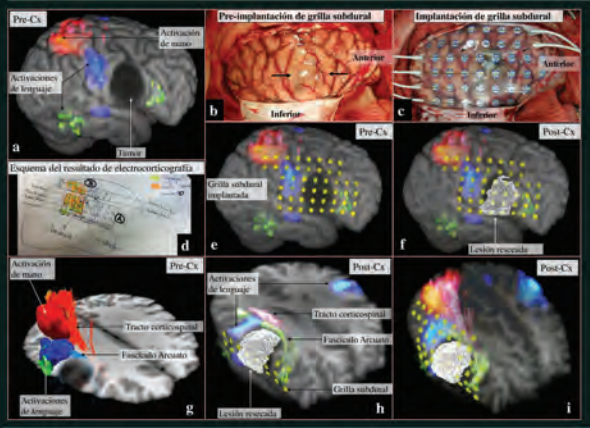 Pre-Cx
Activación
de mano
Activaciones
de lenguaje
Tumor
a
Pre-implantación de grilla subdural
Anterior
Inferior
b
Implantación de grilla subdural
Anterior
Inferior
c
Esquema del resultado de electrocorticografía
d
Pre-Cx
Grilla subdural
implantada
e
Post-Cx
Lesión resecada
f
Activación
de mano
Pre-Cx
Tracto corticospinal
Fascículo Arcuato
Activaciones
de lenguaje
g
Activaciones
de lenguaje
Post-Cx
Tracto corticospinal
Fascículo Arcuato
Grilla subdural
Lesión resecada
h
Post-Cx
i